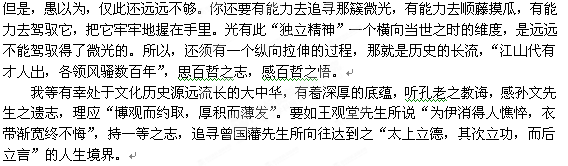 但是，愚以为，仅此还远远不够。你还要有能力去追寻那簇微光，有能力去顺藤摸瓜，有能
力去驾驭它，把它牢牢地握在手里。光有此“独立精神”一个横向当世之时的维度，是远远
不能驾驭得了微光的。所以，还须有一个纵向拉伸的过程，那就是历史的长流，“江山代有
才人出，各领风骚数百年”，思百哲之志，感百哲之悟。
我等有幸处于文化历史源远流长的大中华，有着深厚的底蕴，听孔老之教诲，感孙文先
生之遗志，理应“博观而约取，厚积而薄发”。要如王观堂先生所说“为伊消得人憔悴，衣
带渐宽终不悔”，持一等之志，追寻曾国藩先生所向往达到之“太上立德，其次立功，而后
立言”的人生境界。